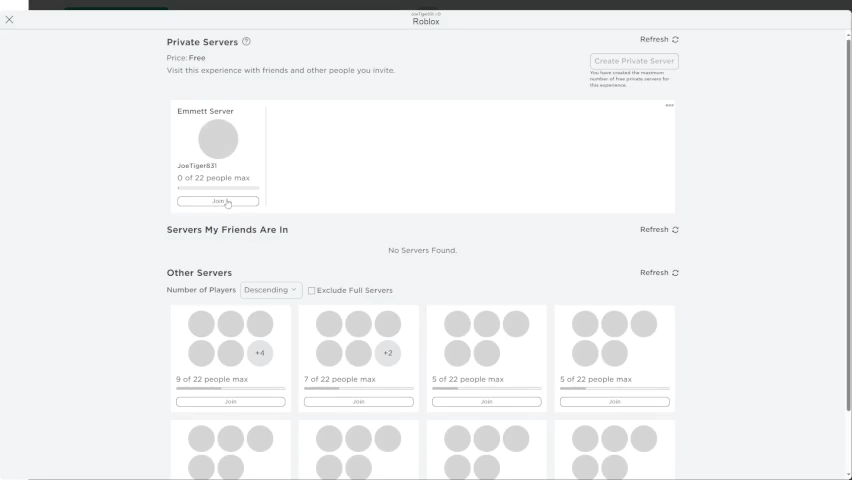 Roblox
Private Servers
Refresh
Price: Free
Create Private Server
Visit this experience with friends and other people you invite.
You have created the maximum
number of free private servers for
this experience.
Emmett Server
JoeTiger831
0 of 22 people max
Join
Servers My Friends Are In
Refresh
No Servers Found.
Other Servers
Refresh
Number of Players Descending Exclude Full Servers
+4
+2
9 of 22 people max
7 of 22 people max
5 of 22 people max
5 of 22 people max
Join
Join
Join
Join